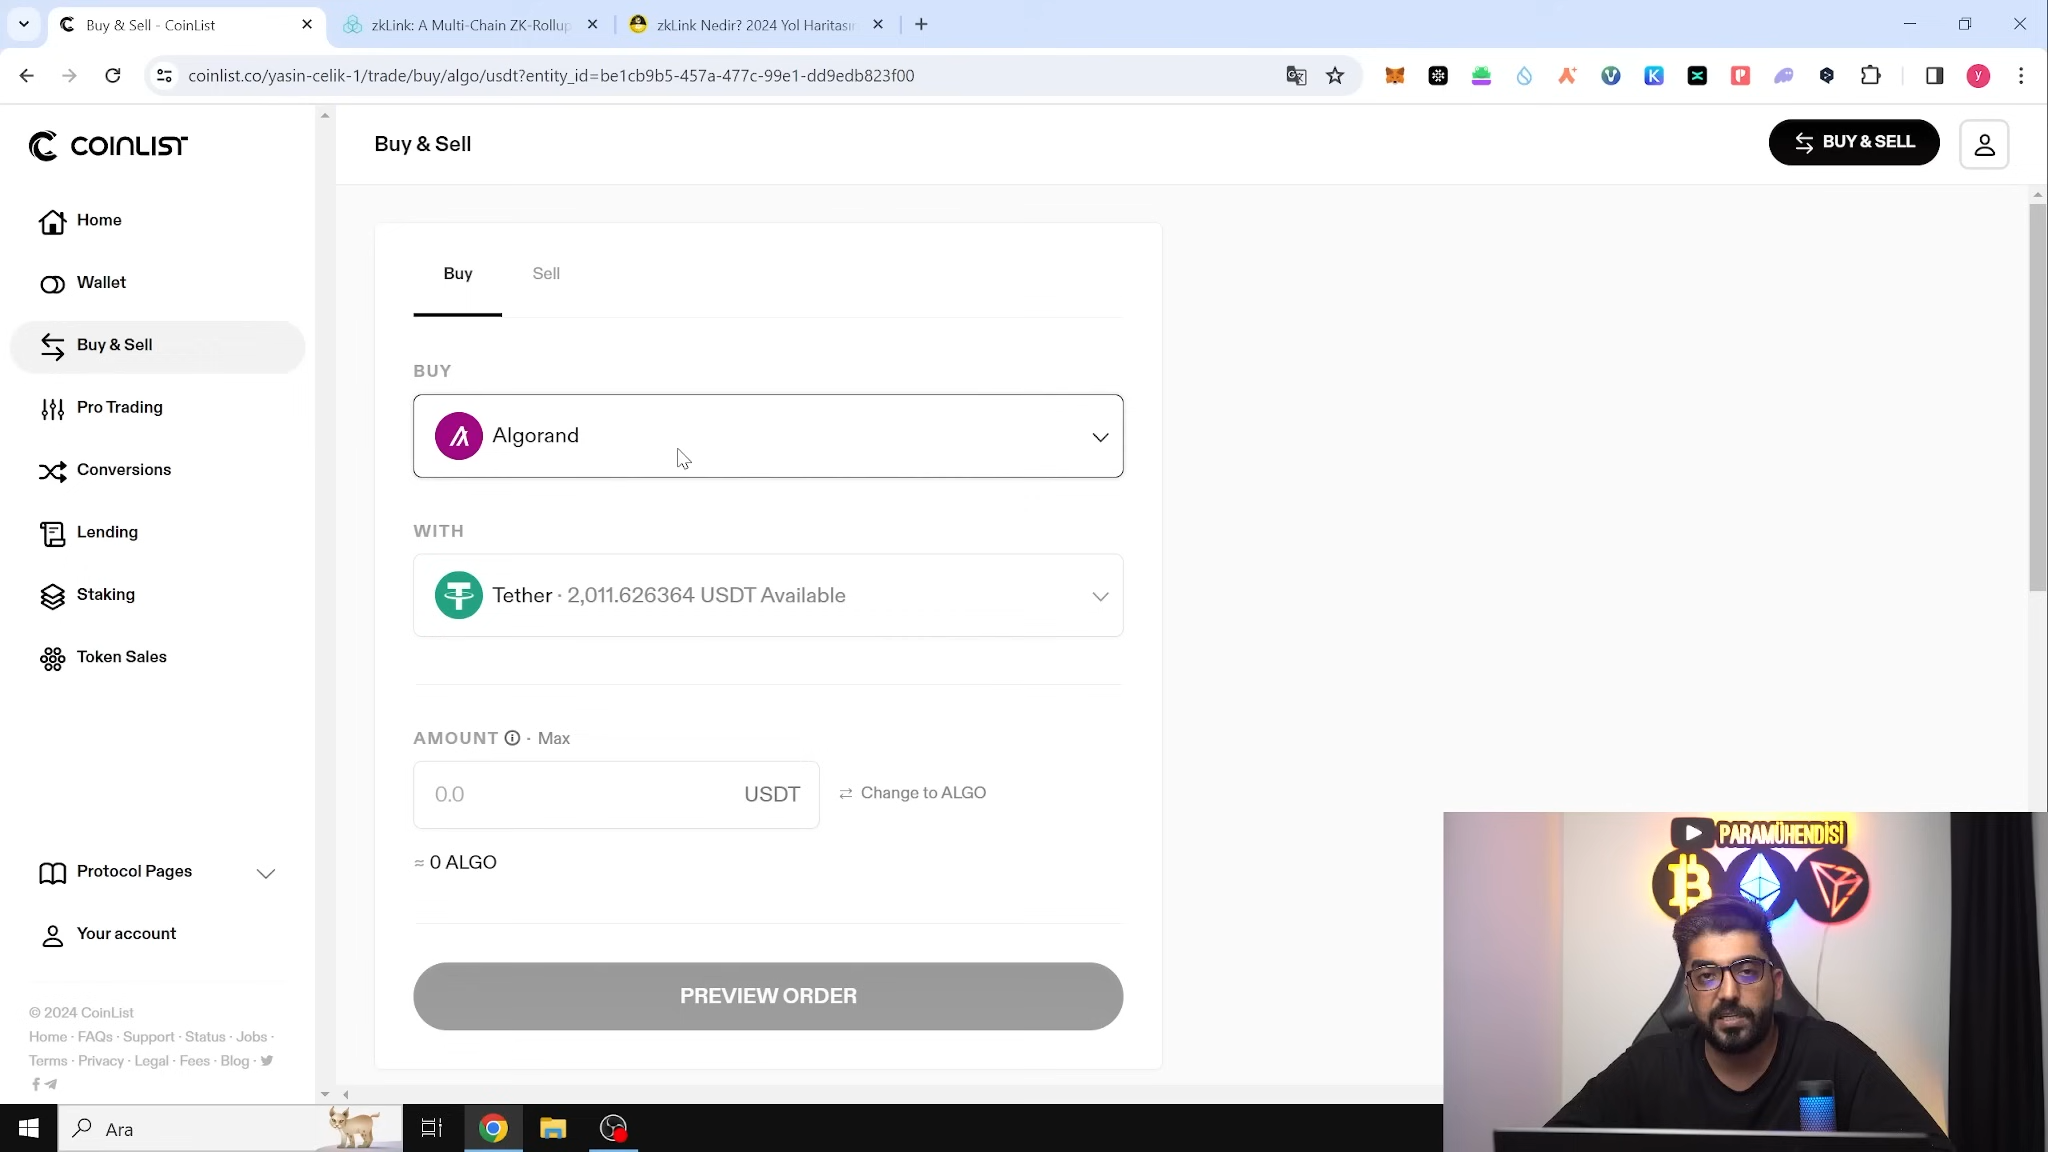 Buy & Sell - CoinList
zkLink: A Multi-Chain ZK-Rollup
zkLink Nedir? 2024 Yol Haritası
coinlist.co/yasin-celik-1/trade/buy/algo/usdt?entity_id=be1cb9b5-457a-477c-99e1-dd9edb823f00
y
COINLIST
Buy & Sell
BUY & SELL
Home
Wallet
Buy & Sell
Pro Trading
Conversions
Lending
Staking
Token Sales
Protocol Pages
Your account
© 2024 CoinList
Home · FAQs · Support · Status · Jobs ·
Terms · Privacy · Legal · Fees · Blog ·
Buy
Sell
BUY
Algorand
WITH
Tether · 2,011.626364 USDT Available
AMOUNT · Max
0.0 USDT
Change to ALGO
≈ 0 ALGO
PREVIEW ORDER
PARAMÜHENDİSİ
Ara